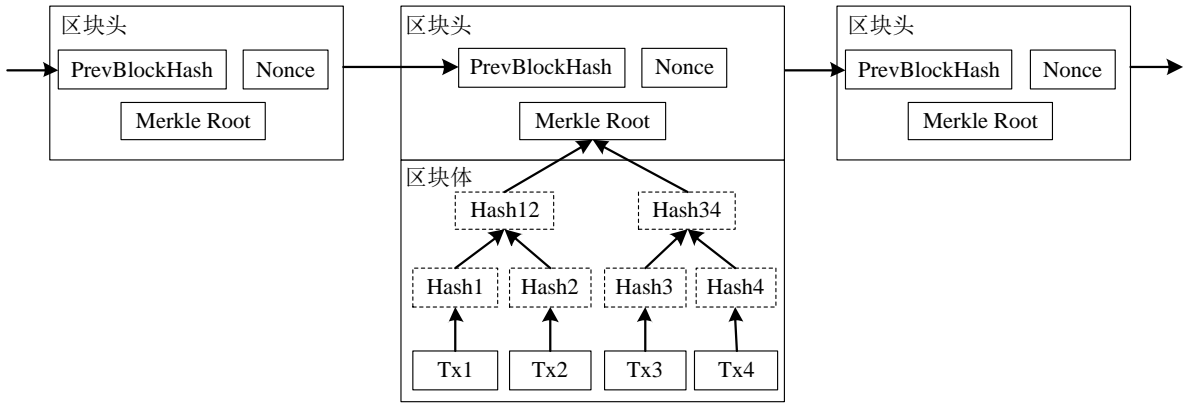 区块头
PrevBlockHash
Nonce
Merkle Root
区块头
PrevBlockHash
Nonce
Merkle Root
区块体
Hash12
Hash34
Hash1
Hash2
Hash3
Hash4
Tx1
Tx2
Tx3
Tx4
区块头
PrevBlockHash
Nonce
Merkle Root